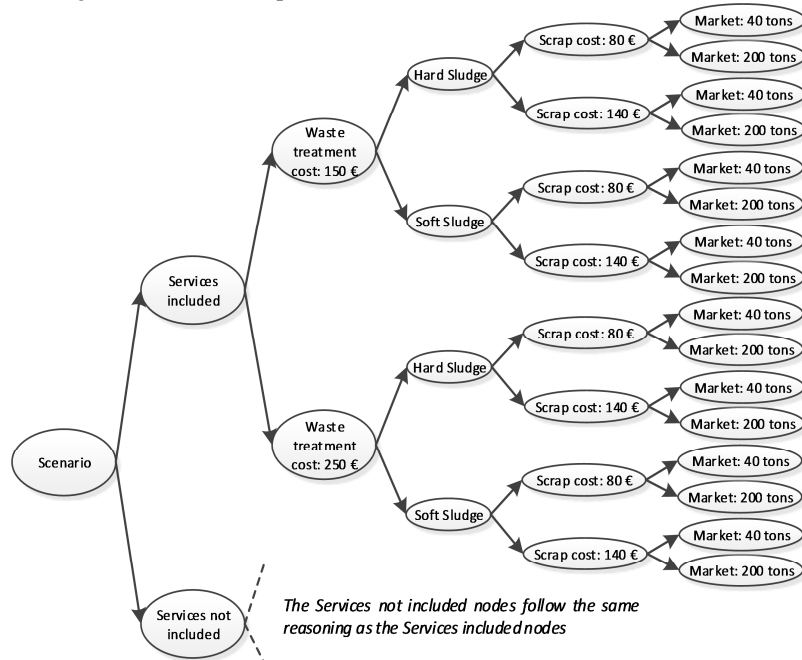 Market: 40 tons
Scrap cost: 80 €
Market: 200 tons
Hard Sludge
Market: 40 tons
Scrap cost: 140 €
Market: 200 tons
Waste
treatment
cost: 150 €
Market: 40 tons
Scrap cost: 80 €
Market: 200 tons
Soft Sludge
Market: 40 tons
Scrap cost: 140 €
Market: 200 tons
Services
included
Market: 40 tons
Scrap cost: 80 €
Market: 200 tons
Hard Sludge
Market: 40 tons
Scrap cost: 140 €
Market: 200 tons
Waste
treatment
cost: 250 €
Scenario
Market: 40 tons
Scrap cost: 80 €
Market: 200 tons
Soft Sludge
Market: 40 tons
Scrap cost: 140 €
Market: 200 tons
Services not
included
The Services not included nodes follow the same
reasoning as the Services included nodes